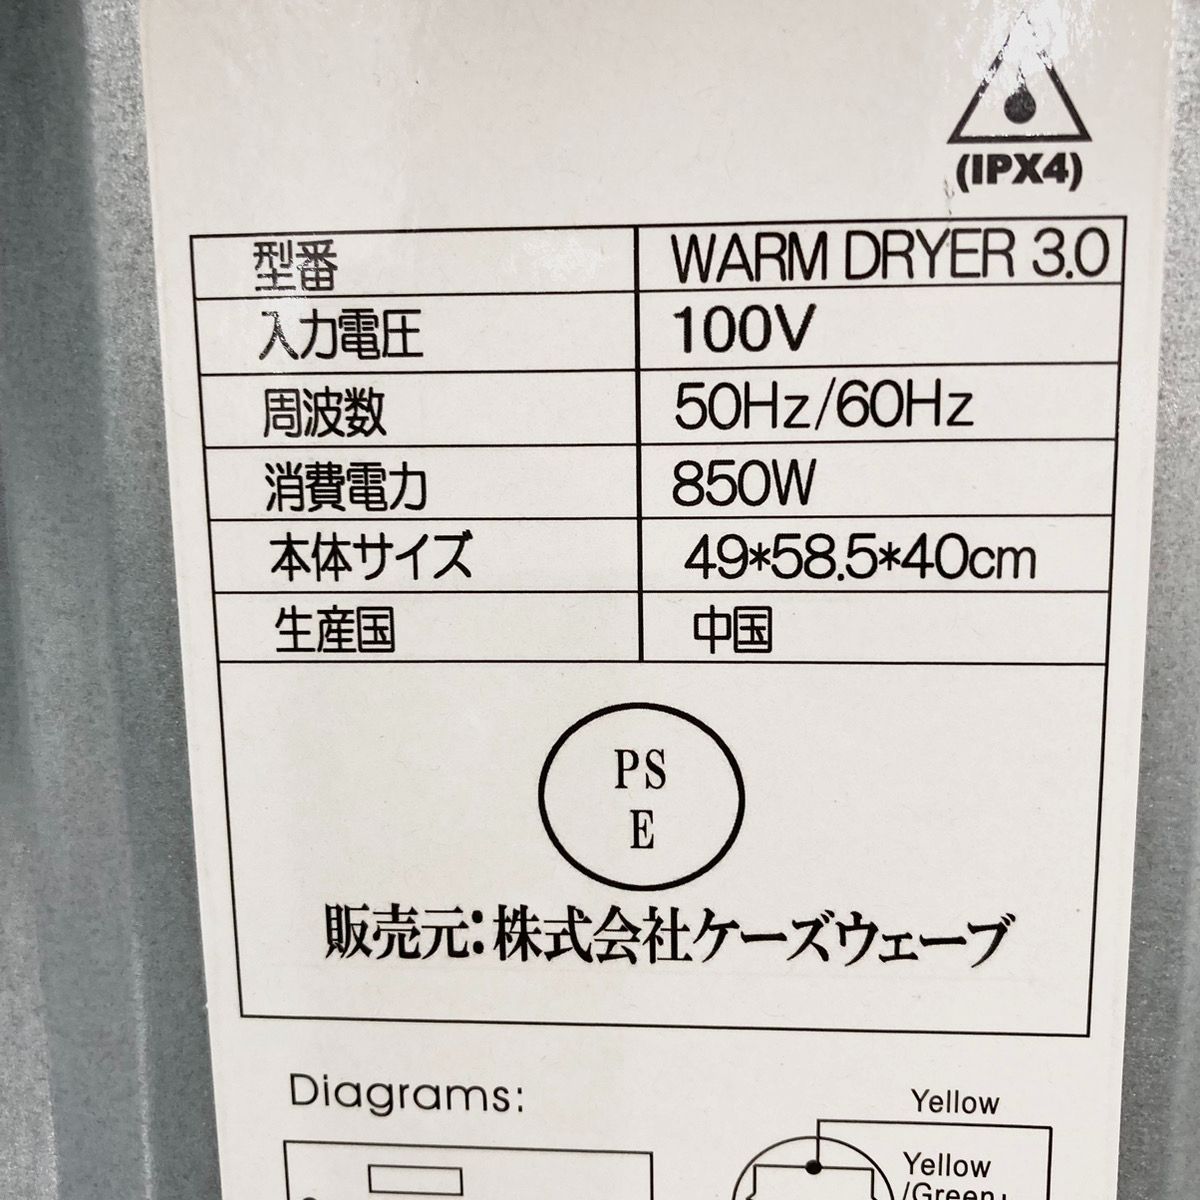 (IPX4)
型番 WARM DRYER 3.0
入力電圧 100V
周波数 50Hz/60Hz
消費電力 850W
本体サイズ 49*58.5*40cm
生産国 中国
PS
E
販売元:株式会社ケーズウェーブ
Diagrams:
Yellow
Yellow
/Green